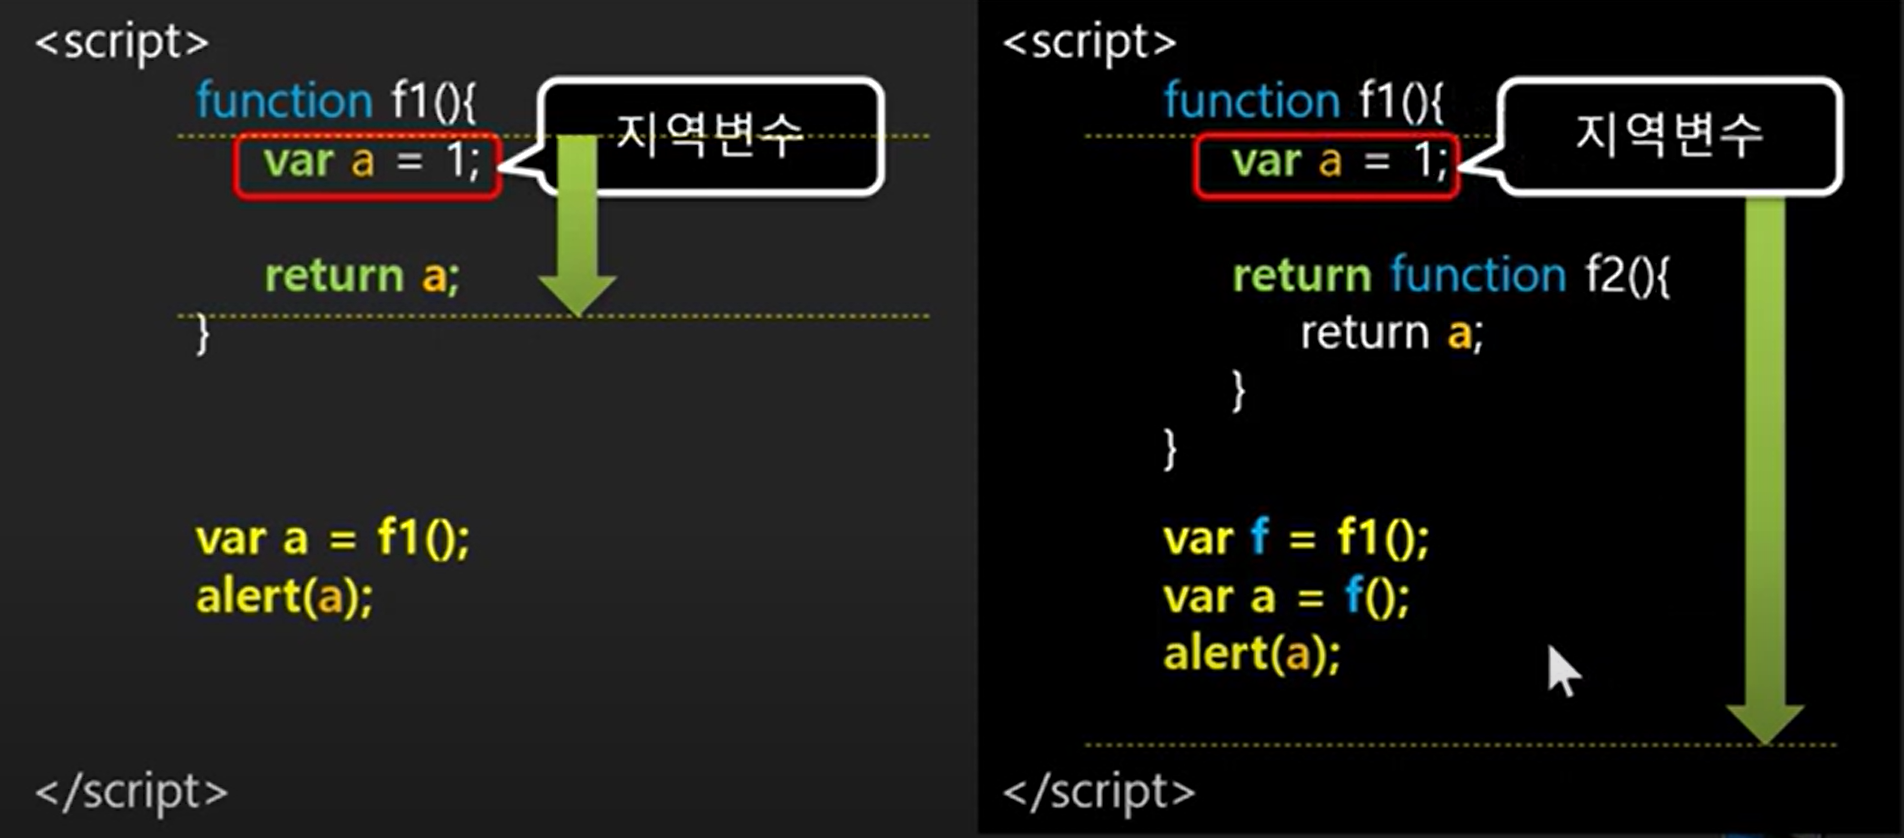 <script>
function f1(){
var a = 1;
지역변수
return a;
}
var a = f1();
alert(a);
</script>
<script>
function f1(){
var a = 1;
지역변수
return function f2(){
return a;
}
}
var f = f1();
var a = f();
alert(a);
</script>